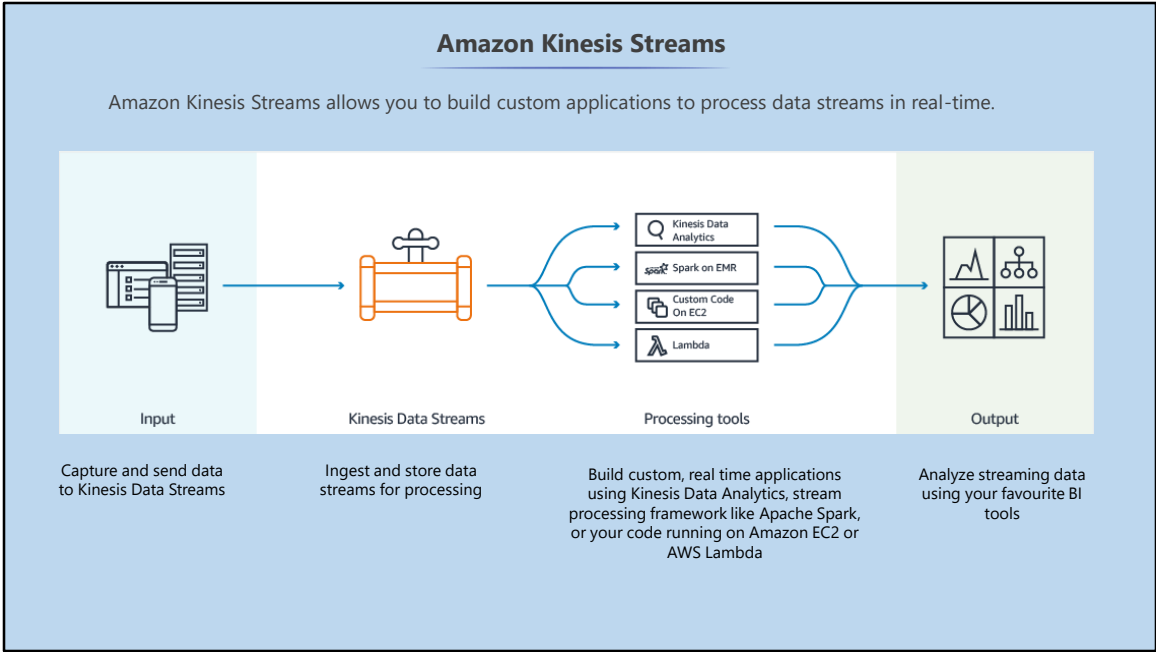 Amazon Kinesis Streams
Amazon Kinesis Streams allows you to build custom applications to process data streams in real-time.
Kinesis Data
Analytics
Spark
Spark on EMR
Custom Code
On EC2
Lambda
Input
Kinesis Data Streams
Processing tools
Output
Capture and send data
to Kinesis Data Streams
Ingest and store data
streams for processing
Build custom, real time applications
using Kinesis Data Analytics, stream
processing framework like Apache Spark,
or your code running on Amazon EC2 or
AWS Lambda
Analyze streaming data
using your favourite BI
tools